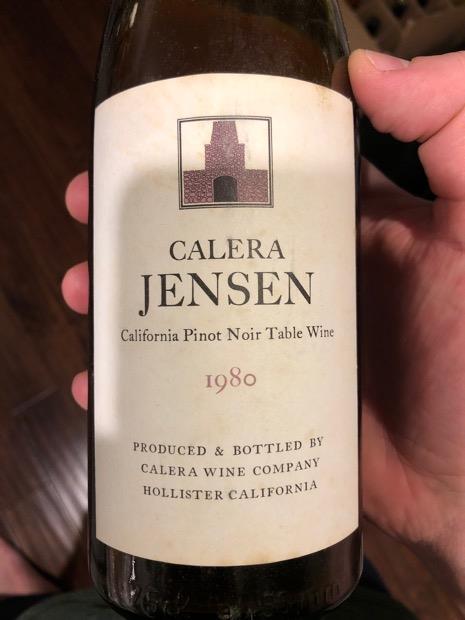 CALERA
JENSEN
California Pinot Noir Table Wine
1980
PRODUCED & BOTTLED BY
CALERA WINE COMPANY
HOLLISTER CALIFORNIA